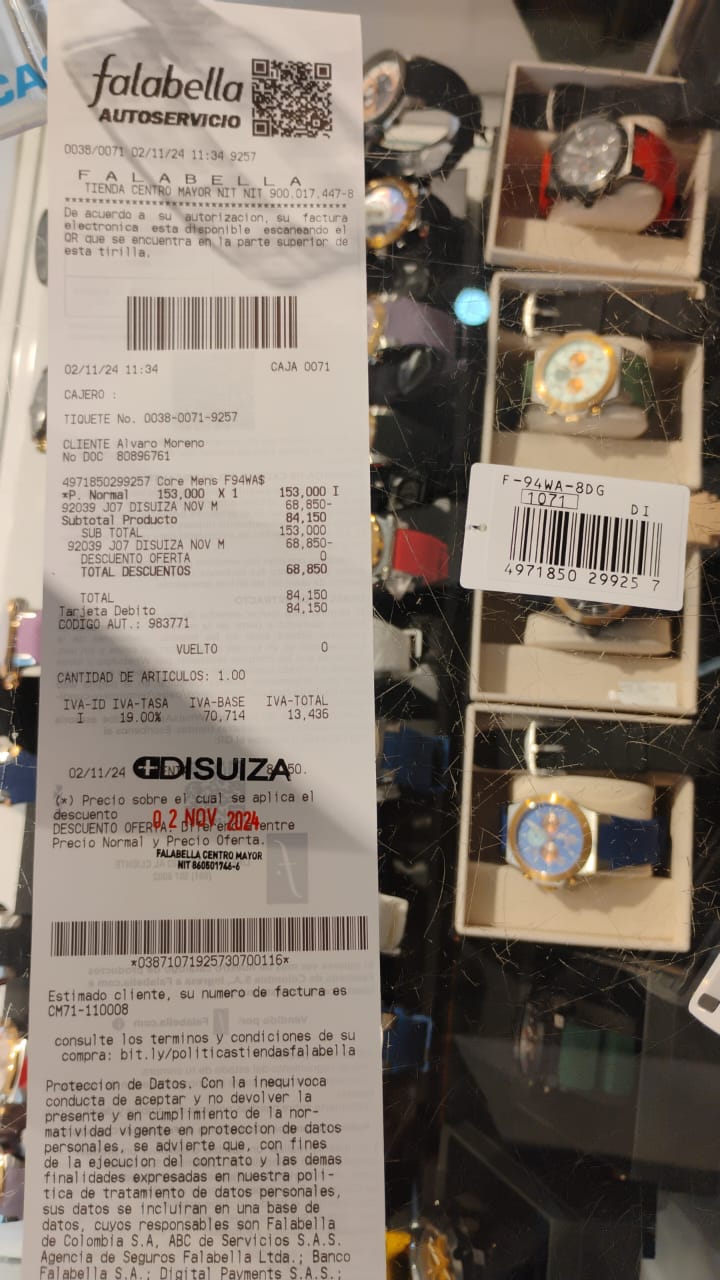 CA
falabella
AUTOSERVICIO
0038/0071 02/11/24 11:34 9257
F A L A B E L L A
TIENDA CENTRO MAYOR NIT NIT 900.017.447-8
****************************************
De acuerdo a su autorizacion, su factura
electronica esta disponible escaneando el
QR que se encuentra en la parte superior de
esta tirilla.
02/11/24 11:34 CAJA 0071
CAJERO :
TIQUETE No. 0038-0071-9257
CLIENTE Alvaro Moreno
No DOC 80896761
4971850299257 Core Mens F94WA$
*P. Normal 153,000 X 1 153,000 I
92039 J07 DISUIZA NOV M 68,850-
Subtotal Producto 84,150
SUB TOTAL 153,000
92039 J07 DISUIZA NOV M 68,850-
DESCUENTO OFERTA 0
TOTAL DESCUENTOS 68,850
TOTAL 84,150
Tarjeta Debito 84,150
CODIGO AUT.: 983771
VUELTO 0
CANTIDAD DE ARTICULOS: 1.00
IVA-ID IVA-TASA IVA-BASE IVA-TOTAL
I 19.00% 70,714 13,436
02/11/24 DISUIZA
(*) Precio sobre el cual se aplica el
descuento 02 NOV 2024
DESCUENTO OFERTA: Diferencia entre
Precio Normal y Precio Oferta.
FALABELLA CENTRO MAYOR
NIT 860501746-6
*03871071925730700116*
Estimado cliente, su numero de factura es
CM71-110008
consulte los terminos y condiciones de su
compra: bit.ly/politicastiendasfalabella
Proteccion de Datos. Con la inequivoca
conducta de aceptar y no devolver la
presente y en cumplimiento de la nor-
matividad vigente en proteccion de datos
personales, se advierte que, con fines
de la ejecucion del contrato y las demas
finalidades expresadas en nuestra poli-
tica de tratamiento de datos personales,
sus datos se incluiran en una base de
datos, cuyos responsables son Falabella
de Colombia S.A, ABC de Servicios S.A.S.
Agencia de Seguros Falabella Ltda.; Banco
Falabella S.A.; Digital Payments S.A.S.;
F-94WA-8DG
1071
DI
4971850 29925 7